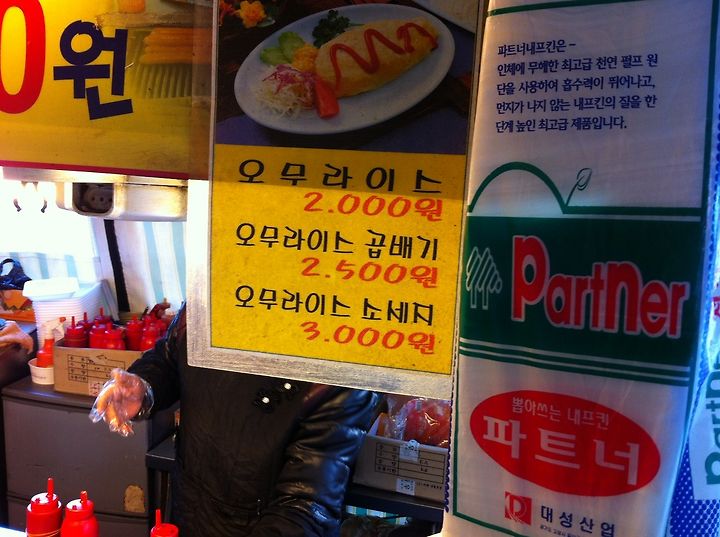 0원
오무라이스
2.000원
오무라이스 곱배기
2.500원
오무라이스 소세지
3.000원
파트너내프킨은 -
인체에 무해한 최고급 천연 펄프 원
단을 사용하여 흡수력이 뛰어나고,
먼지가 나지 않는 내프킨의 질을 한
단계 높인 최고급 제품입니다.
Partner
뽑아쓰는 내프킨
파트너
대성산업